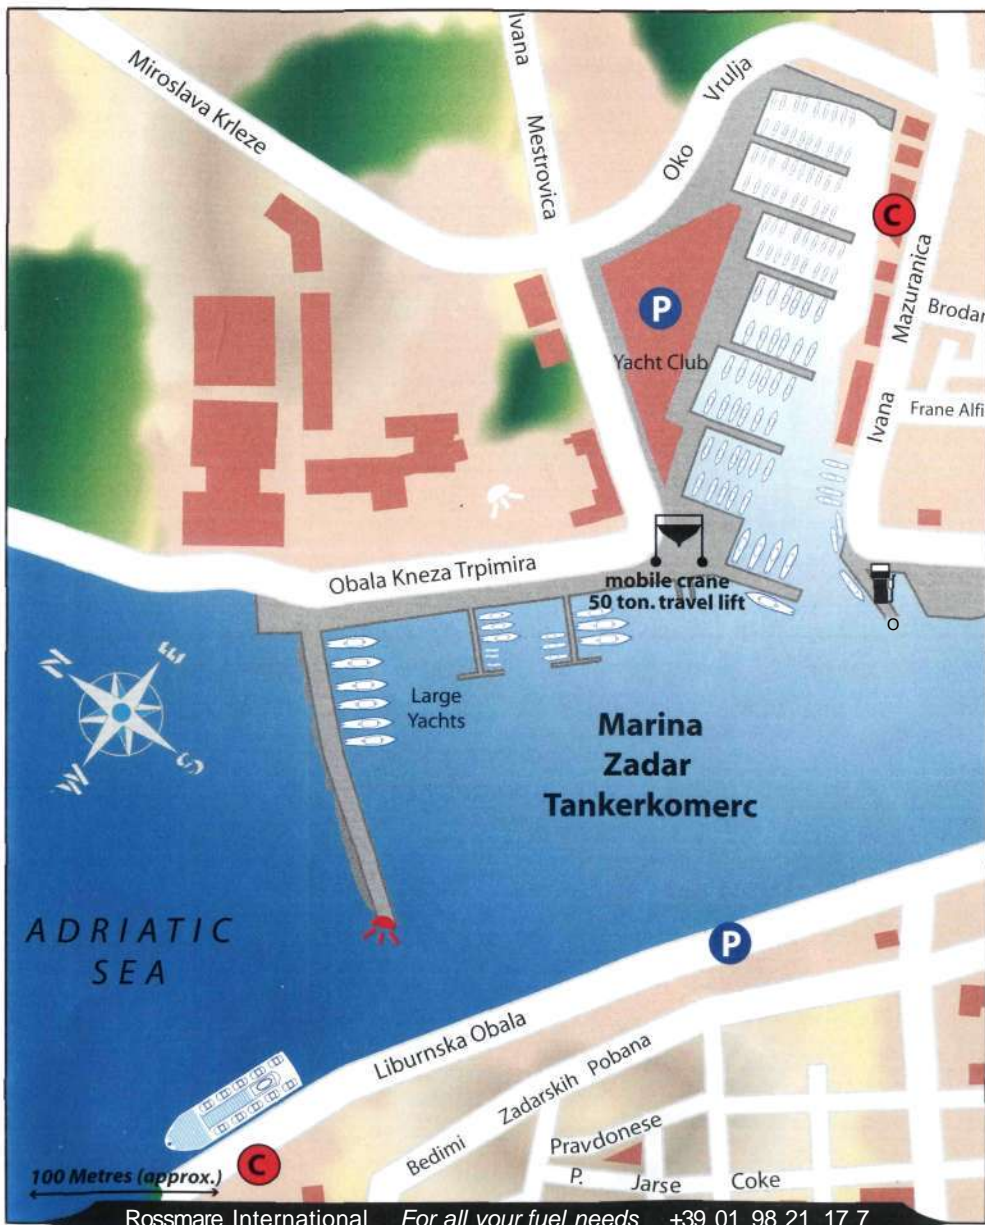 Ivana
Mestrovica
Miroslava Krleze
Oko
Vrulja
C
P
Yacht Club
Ivana
Mazuranica
Brodar
Frane Alfi
Obala Kneza Trpimira
mobile crane
50 ton. travel lift
O
N
E
W
S
Large
Yachts
Marina
Zadar
Tankerkomerc
ADRIATIC
SEA
P
Liburnska Obala
Bedimi Zadarskih Pobana
Pravdonese
P. Jarse Coke
C
100 Metres (approx.)
Rossmare International For all your fuel needs +39 01 98 21 17 7